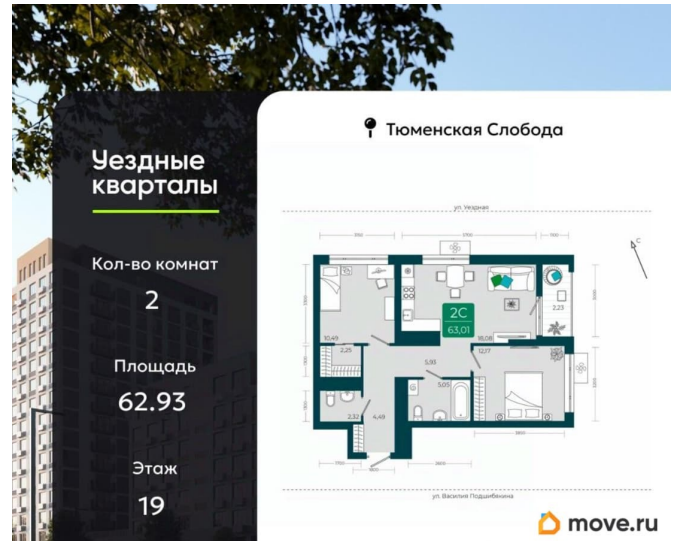 Тюменская Слобода
Уездные
кварталы
Кол-во комнат
2
Площадь
62.93
Этаж
19
ул. Уездная
С
2С
63,01
10,49
2,25
18,08
2,23
5,93
12,17
5,05
2,32
4,49
ул. Василия Подшибякина
move.ru